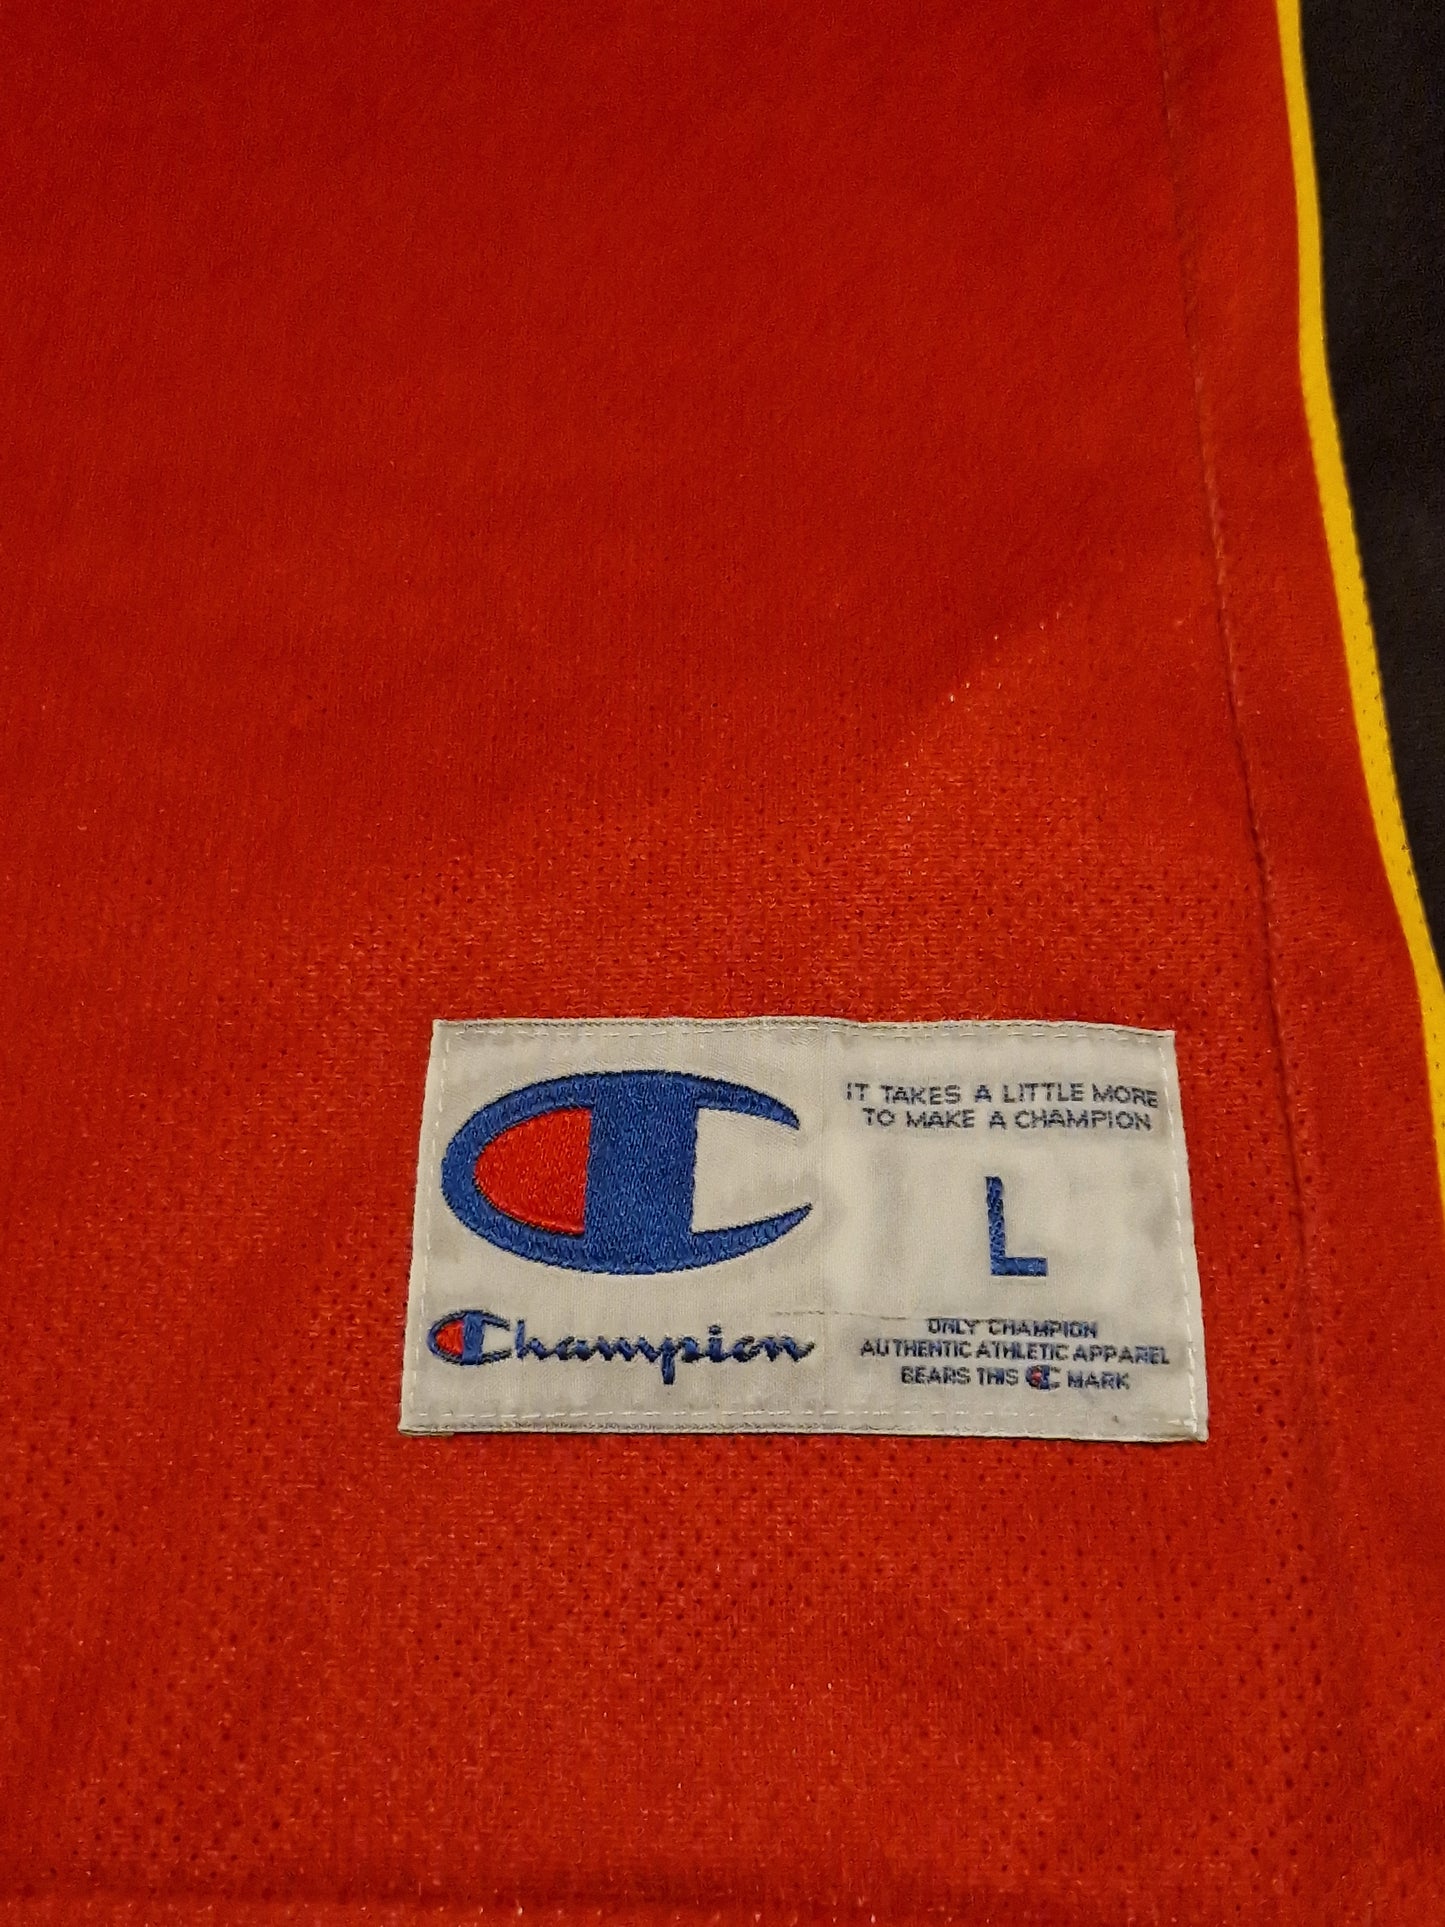 IT TAKES A LITTLE MORE
TO MAKE A CHAMPION
L
Champion
ONLY CHAMPION
AUTHENTIC ATHLETIC APPAREL
BEARS THIS C MARK